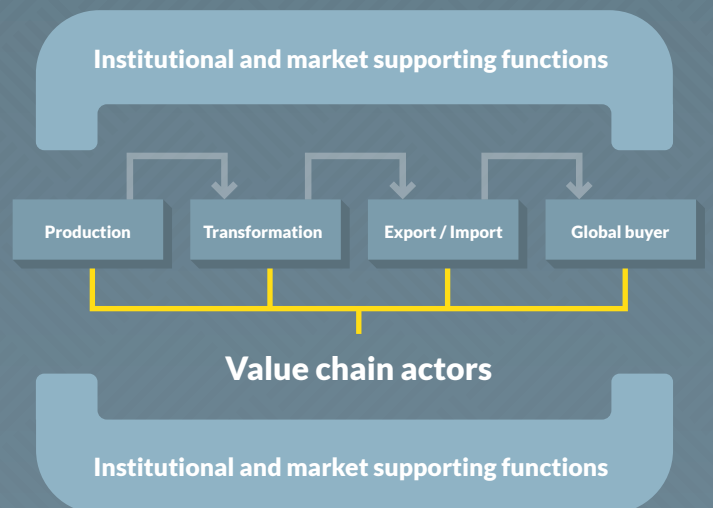 Institutional and market supporting functions
Production
Transformation
Export / Import
Global buyer
Value chain actors
Institutional and market supporting functions